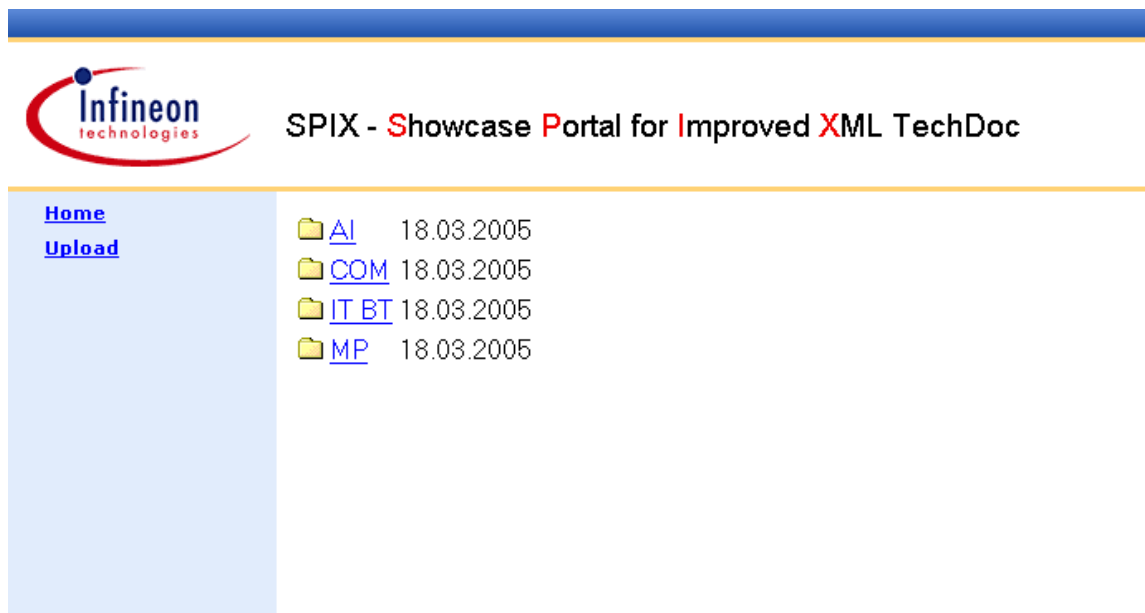 Infineon
technologies
SPIX - Showcase Portal for Improved XML TechDoc
Home
Upload
AI 18.03.2005
COM 18.03.2005
IT BT 18.03.2005
MP 18.03.2005